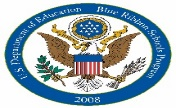 U.S. Department of Education Blue Ribbon Schools Program
2008